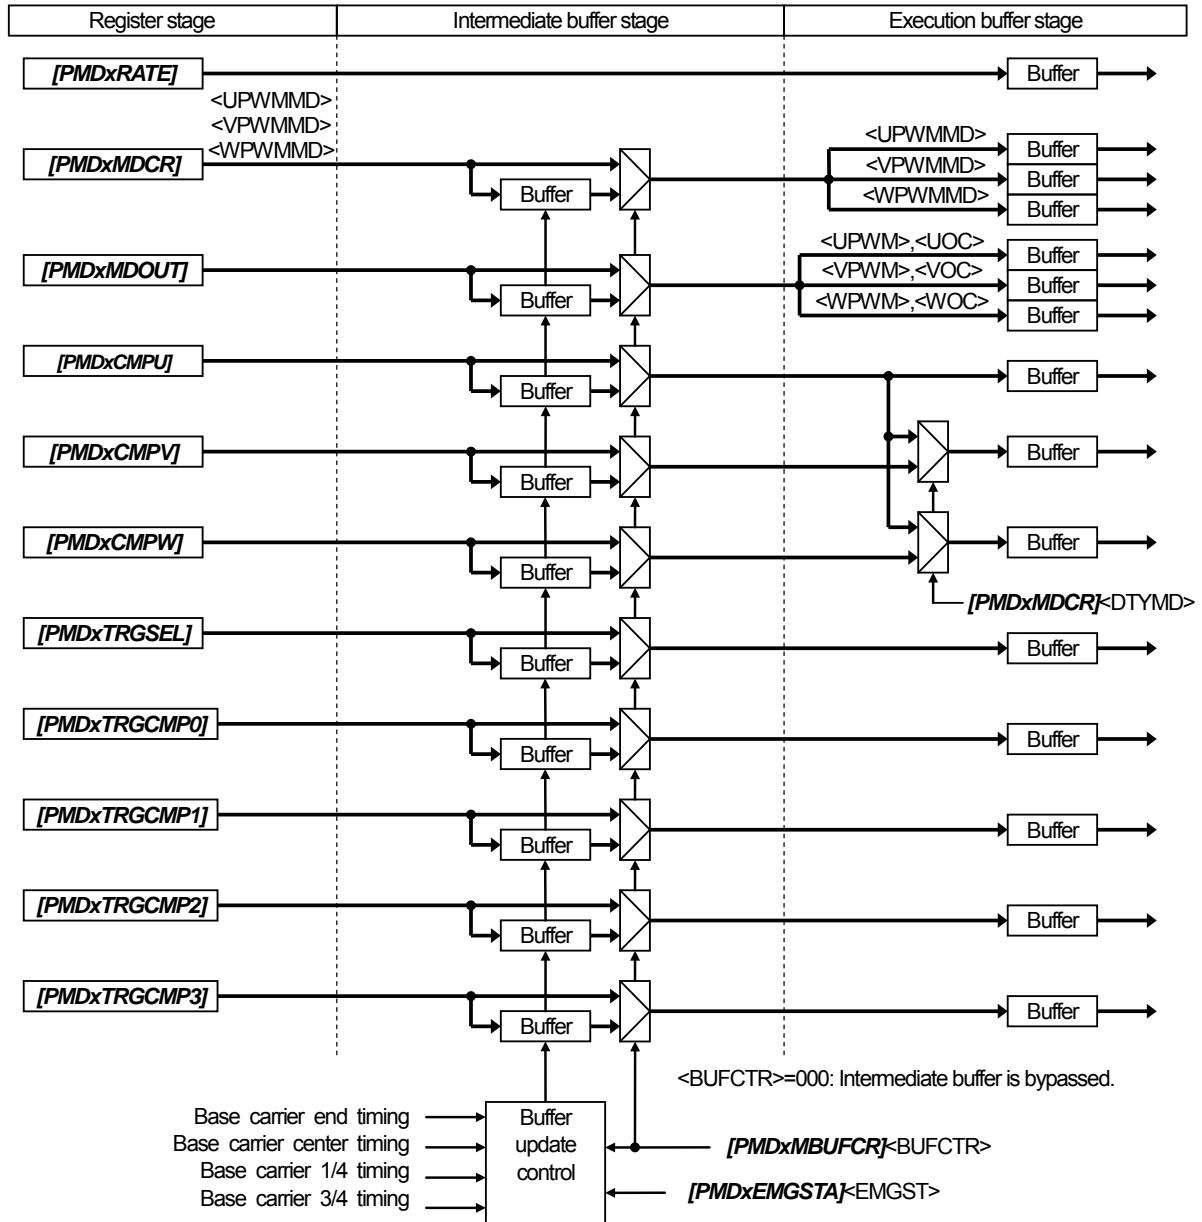 Register stage
Intermediate buffer stage
Execution buffer stage
[PMDxRATE]
Buffer
<UPWMMD>
<VPWMMD>
<WPWMMD>
[PMDxMDCR]
Buffer
<UPWMMD>
Buffer
<VPWMMD>
Buffer
<WPWMMD>
Buffer
[PMDxMDOUT]
Buffer
<UPWM>,<UOC>
Buffer
<VPWM>,<VOC>
Buffer
<WPWM>,<WOC>
Buffer
[PMDxCMPU]
Buffer
Buffer
[PMDxCMPV]
Buffer
Buffer
[PMDxCMPW]
Buffer
Buffer
[PMDxMDCR]<DTYMD>
[PMDxTRGSEL]
Buffer
Buffer
[PMDxTRGCMP0]
Buffer
Buffer
[PMDxTRGCMP1]
Buffer
Buffer
[PMDxTRGCMP2]
Buffer
Buffer
[PMDxTRGCMP3]
Buffer
Buffer
<BUFCTR>=000: Intermediate buffer is bypassed.
Base carrier end timing
Base carrier center timing
Base carrier 1/4 timing
Base carrier 3/4 timing
Buffer
update
control
[PMDxMBUFCR]<BUFCTR>
[PMDxEMGSTA]<EMGST>